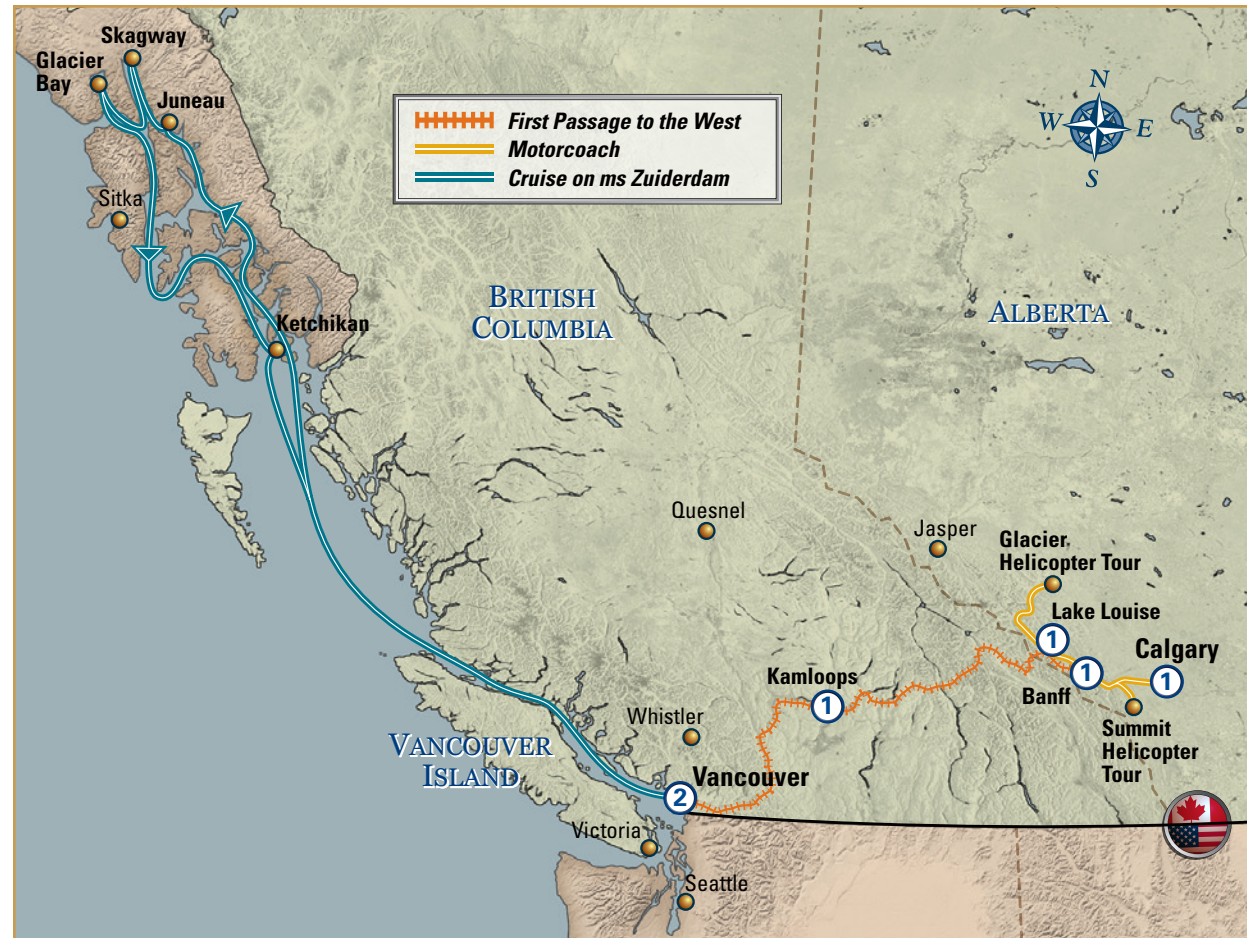 Skagway
Glacier
Bay
Juneau
First Passage to the West
Motorcoach
Cruise on ms Zuiderdam
N
W
E
S
Sitka
BRITISH
COLUMBIA
ALBERTA
Ketchikan
Quesnel
Jasper
Glacier
Helicopter Tour
Lake Louise
1
Calgary
1
Banff
1
Kamloops
1
Summit
Helicopter
Tour
Whistler
VANCOUVER
ISLAND
Vancouver
2
Victoria
Seattle